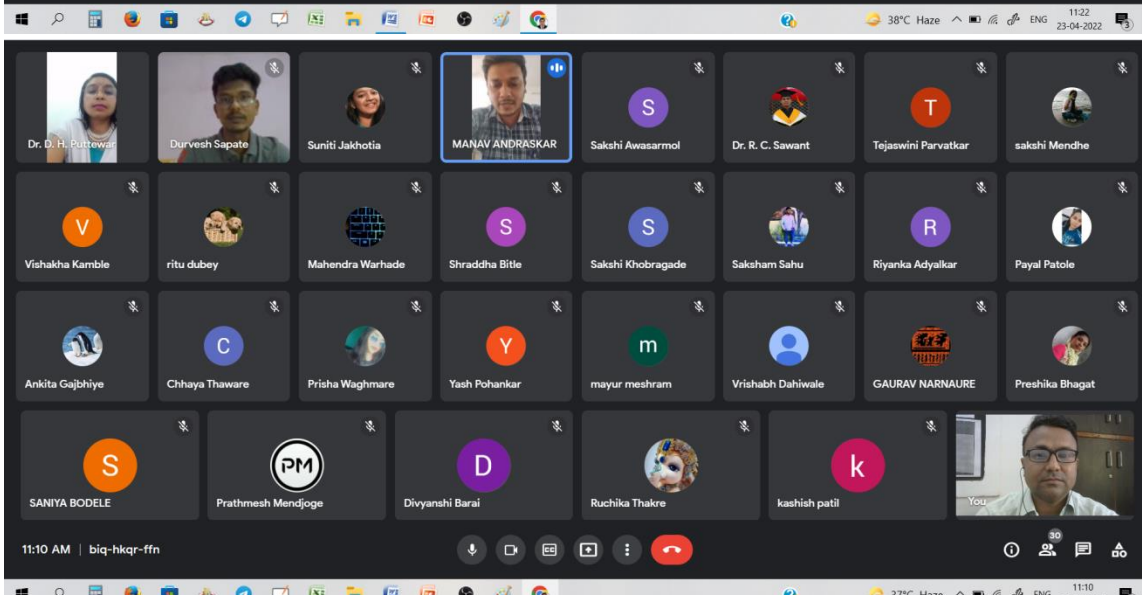 38°C Haze ENG 11:22
23-04-2022 3
Dr. D. H. Puttewar Durvesh Sapate Suniti Jakhotia MANAV ANDRASKAR S Sakshi Awasarmol Dr. R. C. Sawant T Tejaswini Parvatkar sakshi Mendhe
V Vishakha Kamble ritu dubey Mahendra Warhade S Shraddha Bitle S Sakshi Khobragade Saksham Sahu R Riyanka Adyalkar Payal Patole
Ankita Gajbhiye C Chhaya Thaware Prisha Waghmare Y Yash Pohankar m mayur meshram Vrishabh Dahiwale GAURAV NARNAURE Preshika Bhagat
S SANIYA BODELE PM Prathmesh Mendjoge D Divyanshi Barai Ruchika Thakre k kashish patil You
11:10 AM | biq-hkqr-ffn CC 30
37°C Haze ENG 11:10